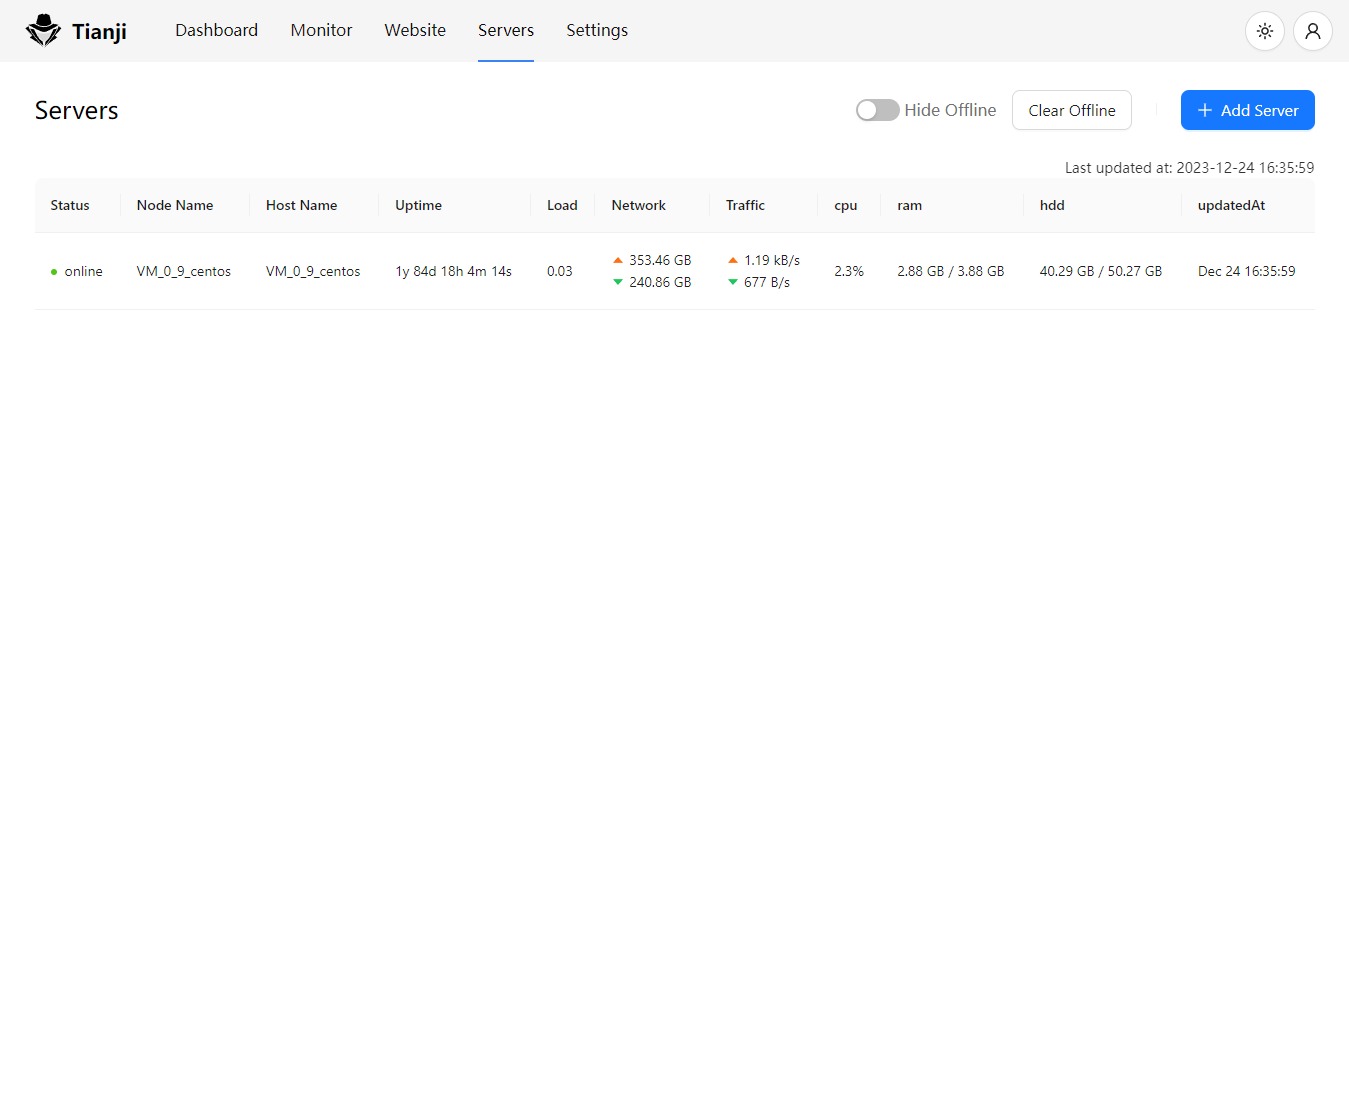 Tianji Dashboard Monitor Website Servers Settings
Servers Hide Offline Clear Offline Add Server
Last updated at: 2023-12-24 16:35:59
Status Node Name Host Name Uptime Load Network Traffic cpu ram hdd updatedAt
online VM_0_9_centos VM_0_9_centos 1y 84d 18h 4m 14s 0.03 353.46 GB 1.19 kB/s 2.3% 2.88 GB / 3.88 GB 40.29 GB / 50.27 GB Dec 24 16:35:59
240.86 GB 677 B/s